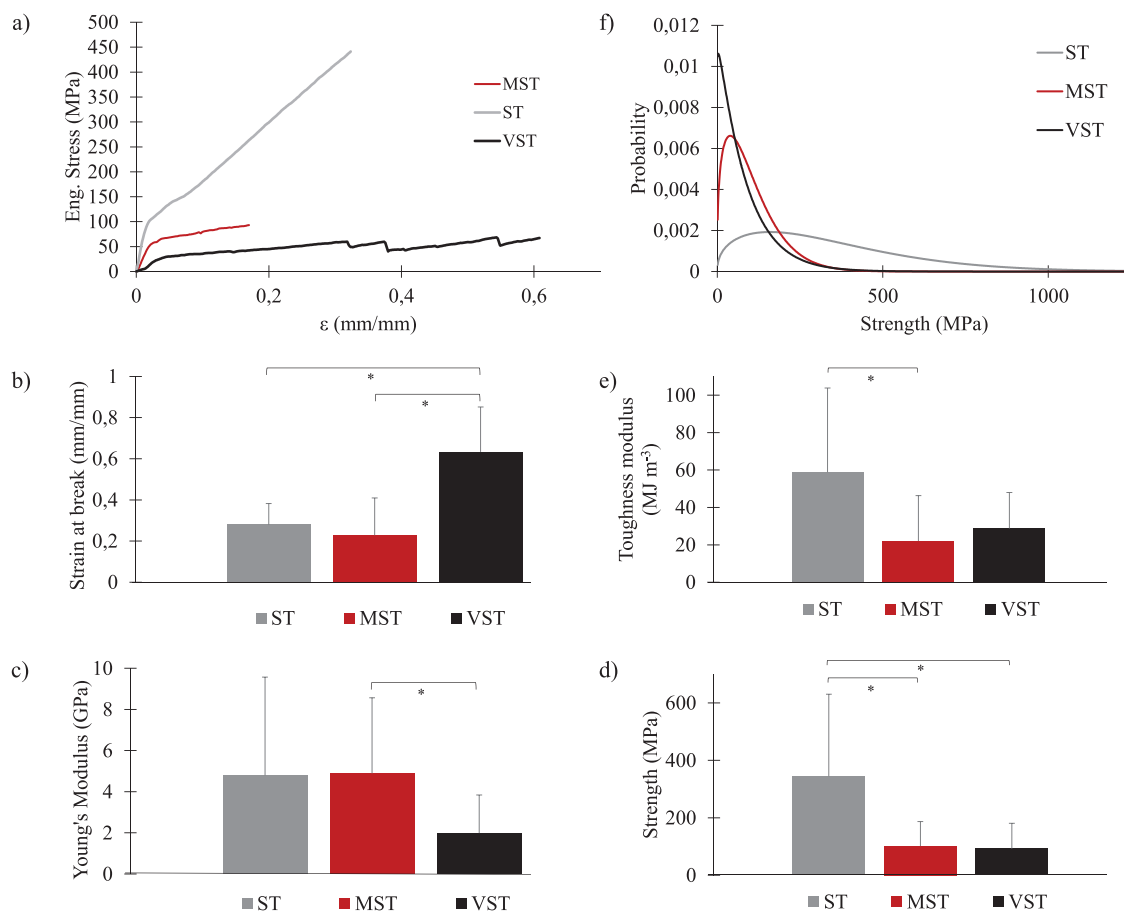 a)
500
450
400
350
300
250
200
150
100
50
0
Eng. Stress (MPa)
MST
ST
VST
0
0,2
0,4
0,6
ε (mm/mm)
f)
0,012
0,01
0,008
0,006
0,004
0,002
0
Probability
ST
MST
VST
0
500
1000
Strength (MPa)
b)
1
0,8
0,6
0,4
0,2
0
Strain at break (mm/mm)
*
*
ST MST VST
e)
100
80
60
40
20
0
Toughness modulus
(MJ m⁻³)
*
ST MST VST
c)
10
8
6
4
2
0
Young's Modulus (GPa)
*
ST MST VST
d)
600
400
200
0
Strength (MPa)
*
*
ST MST VST